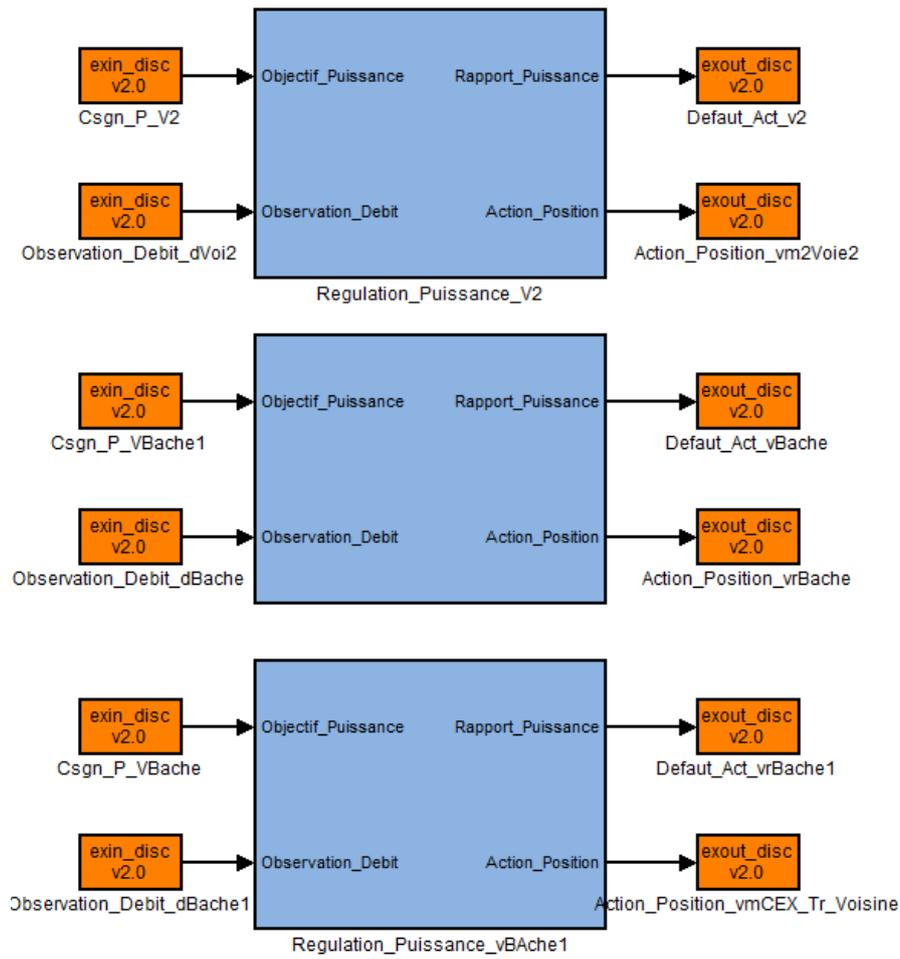 exin_disc
v2.0
Csgn_P_V2
Objectif_Puissance
Rapport_Puissance
exout_disc
v2.0
Defaut_Act_v2
exin_disc
v2.0
Observation_Debit_dVoi2
Observation_Debit
Action_Position
exout_disc
v2.0
Action_Position_vm2Voie2
Regulation_Puissance_V2
exin_disc
v2.0
Csgn_P_VBache1
Objectif_Puissance
Rapport_Puissance
exout_disc
v2.0
Defaut_Act_vBache
exin_disc
v2.0
Observation_Debit_dBache
Observation_Debit
Action_Position
exout_disc
v2.0
Action_Position_vrBache
exin_disc
v2.0
Csgn_P_VBache
Objectif_Puissance
Rapport_Puissance
exout_disc
v2.0
Defaut_Act_vrBache1
exin_disc
v2.0
Observation_Debit_dBache1
Observation_Debit
Action_Position
exout_disc
v2.0
Action_Position_vmCEX_Tr_Voisine
Regulation_Puissance_vBAche1